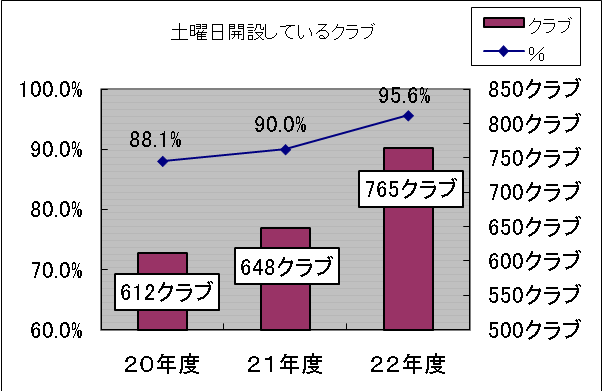 土曜日開設しているクラブ
クラブ
%
100.0%
90.0%
80.0%
70.0%
60.0%
88.1%
90.0%
95.6%
612クラブ
648クラブ
765クラブ
850クラブ
800クラブ
750クラブ
700クラブ
650クラブ
600クラブ
550クラブ
500クラブ
20年度
21年度
22年度